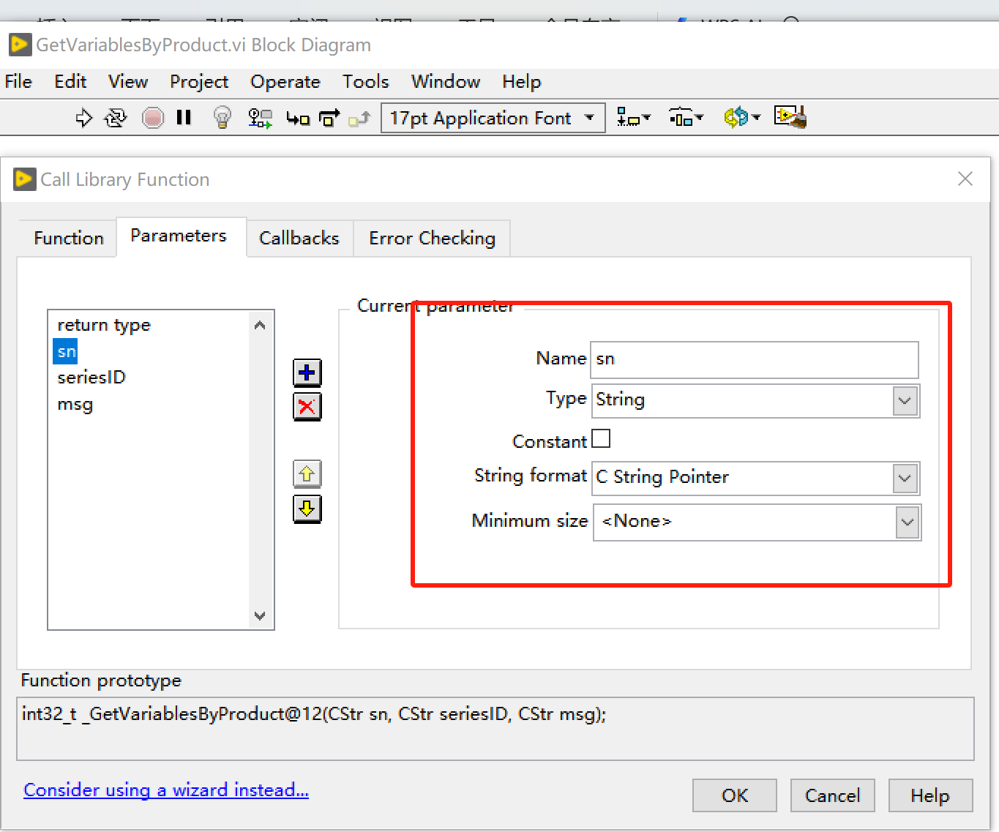 GetVariablesByProduct.vi Block Diagram
File Edit View Project Operate Tools Window Help
17pt Application Font
Call Library Function
Function Parameters Callbacks Error Checking
Current parameter
return type
sn
seriesID
msg
Name sn
Type String
Constant
String format C String Pointer
Minimum size <None>
Function prototype
int32_t _GetVariablesByProduct@12(CStr sn, CStr seriesID, CStr msg);
Consider using a wizard instead...
OK Cancel Help